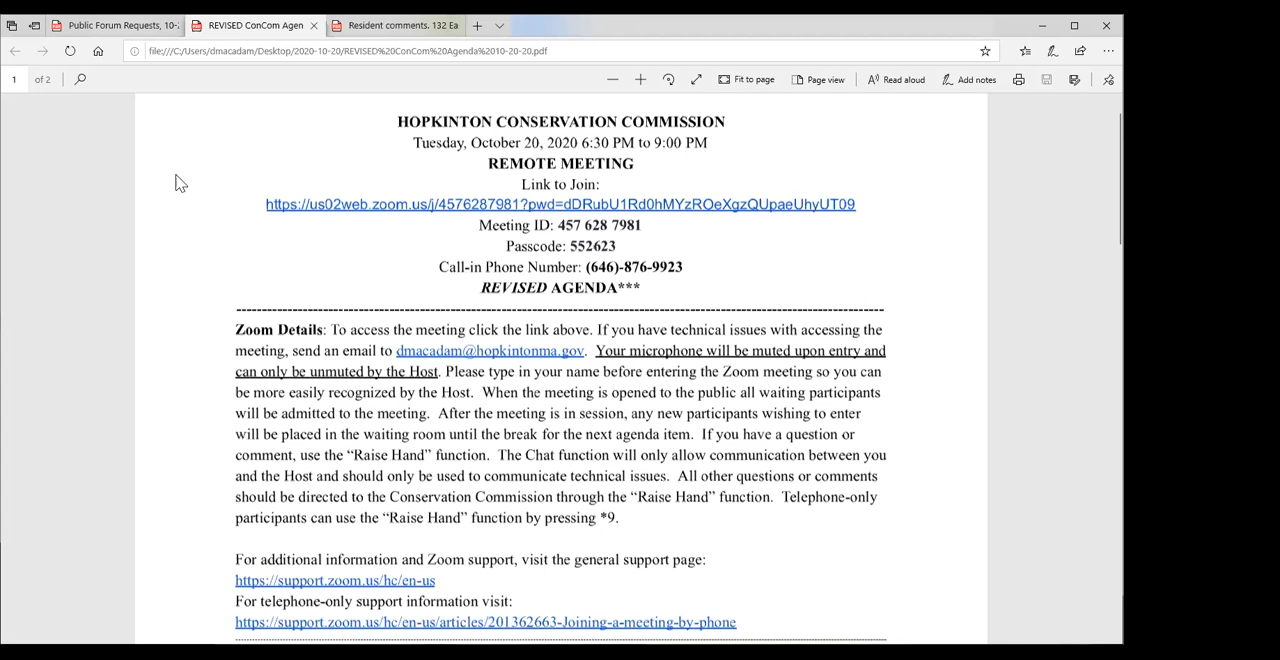 Public Forum Requests, 10-
REVISED ConCom Agen
Resident comments. 132 Ea
file:///C:/Users/dmacadam/Desktop/2020-10-20/REVISED%20ConCom%20Agenda%2010-20-20.pdf
1 of 2
Fit to page
Page view
Read aloud
Add notes
HOPKINTON CONSERVATION COMMISSION
Tuesday, October 20, 2020 6:30 PM to 9:00 PM
REMOTE MEETING
Link to Join:
https://us02web.zoom.us/j/4576287981?pwd=dDRubU1Rd0hMYzROeXgzQUpaeUhyUT09
Meeting ID: 457 628 7981
Passcode: 552623
Call-in Phone Number: (646)-876-9923
REVISED AGENDA***
Zoom Details: To access the meeting click the link above. If you have technical issues with accessing the
meeting, send an email to dmacadam@hopkintonma.gov. Your microphone will be muted upon entry and
can only be unmuted by the Host. Please type in your name before entering the Zoom meeting so you can
be more easily recognized by the Host. When the meeting is opened to the public all waiting participants
will be admitted to the meeting. After the meeting is in session, any new participants wishing to enter
will be placed in the waiting room until the break for the next agenda item. If you have a question or
comment, use the “Raise Hand” function. The Chat function will only allow communication between you
and the Host and should only be used to communicate technical issues. All other questions or comments
should be directed to the Conservation Commission through the “Raise Hand” function. Telephone-only
participants can use the “Raise Hand” function by pressing *9.
For additional information and Zoom support, visit the general support page:
https://support.zoom.us/hc/en-us
For telephone-only support information visit:
https://support.zoom.us/hc/en-us/articles/201362663-Joining-a-meeting-by-phone